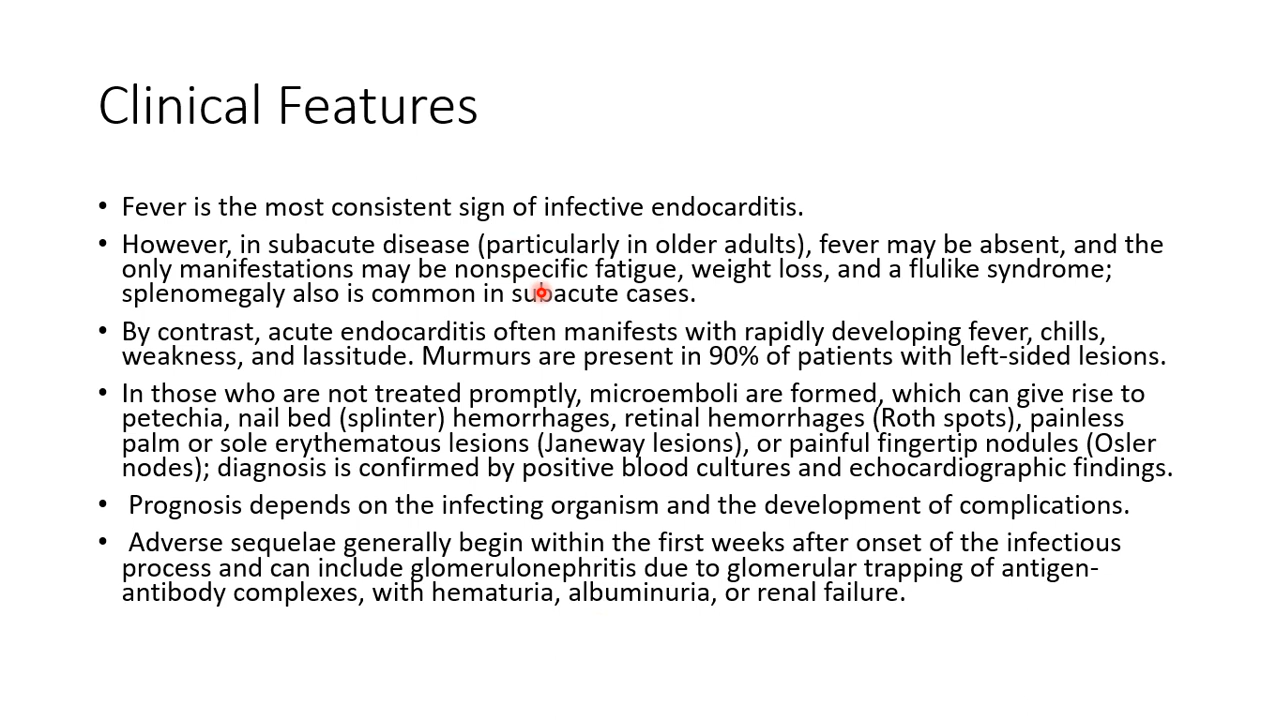 Clinical Features
• Fever is the most consistent sign of infective endocarditis.
• However, in subacute disease (particularly in older adults), fever may be absent, and the
only manifestations may be nonspecific fatigue, weight loss, and a flulike syndrome;
splenomegaly also is common in subacute cases.
• By contrast, acute endocarditis often manifests with rapidly developing fever, chills,
weakness, and lassitude. Murmurs are present in 90% of patients with left-sided lesions.
• In those who are not treated promptly, microemboli are formed, which can give rise to
petechia, nail bed (splinter) hemorrhages, retinal hemorrhages (Roth spots), painless
palm or sole erythematous lesions (Janeway lesions), or painful fingertip nodules (Osler
nodes); diagnosis is confirmed by positive blood cultures and echocardiographic findings.
• Prognosis depends on the infecting organism and the development of complications.
• Adverse sequelae generally begin within the first weeks after onset of the infectious
process and can include glomerulonephritis due to glomerular trapping of antigen-
antibody complexes, with hematuria, albuminuria, or renal failure.